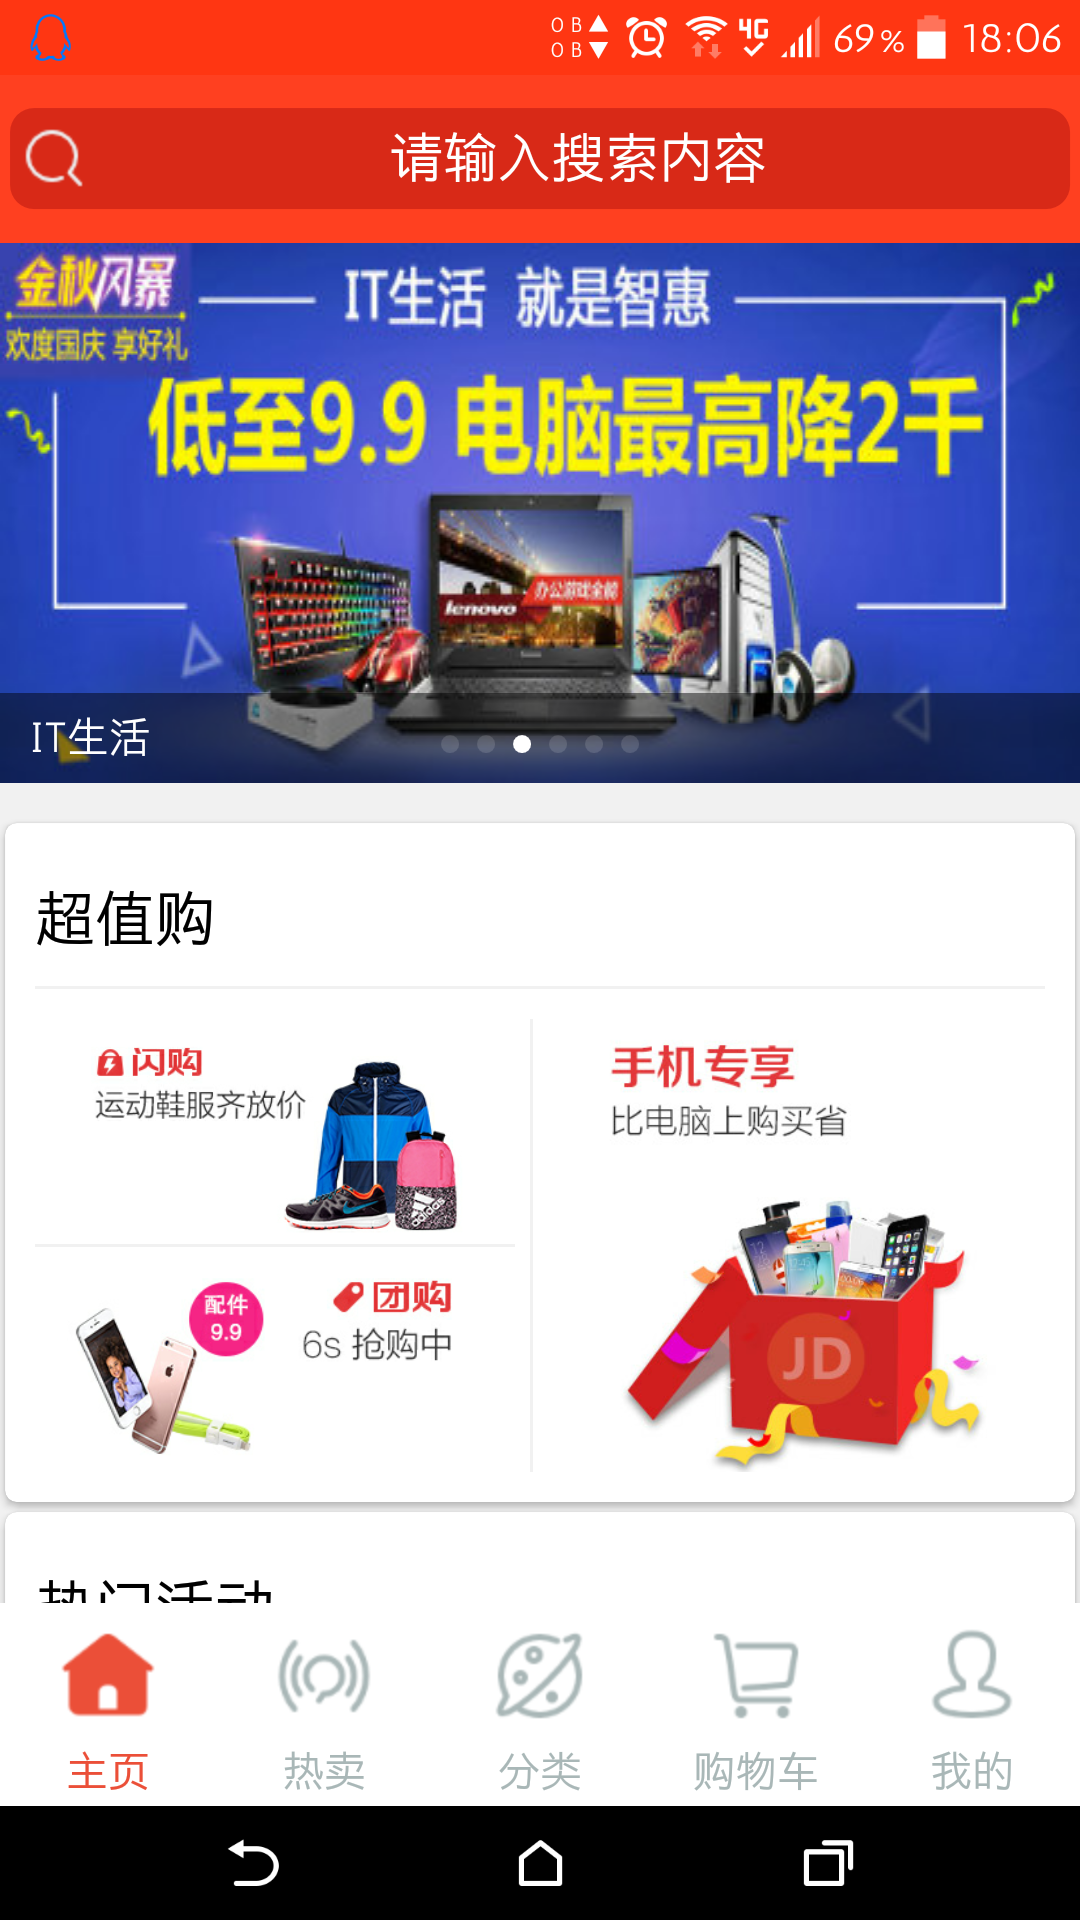 0 B
0 B
4G
69%
18:06
请输入搜索内容
金秋风暴
欢度国庆 享好礼
IT生活 就是智惠
低至9.9 电脑最高降2千
办公游戏全能
lenovo
IT生活
超值购
闪购
运动鞋服齐放价
adidas
手机专享
比电脑上购买省
团购
6s 抢购中
配件
9.9
JD
热门活动
主页
热卖
分类
购物车
我的